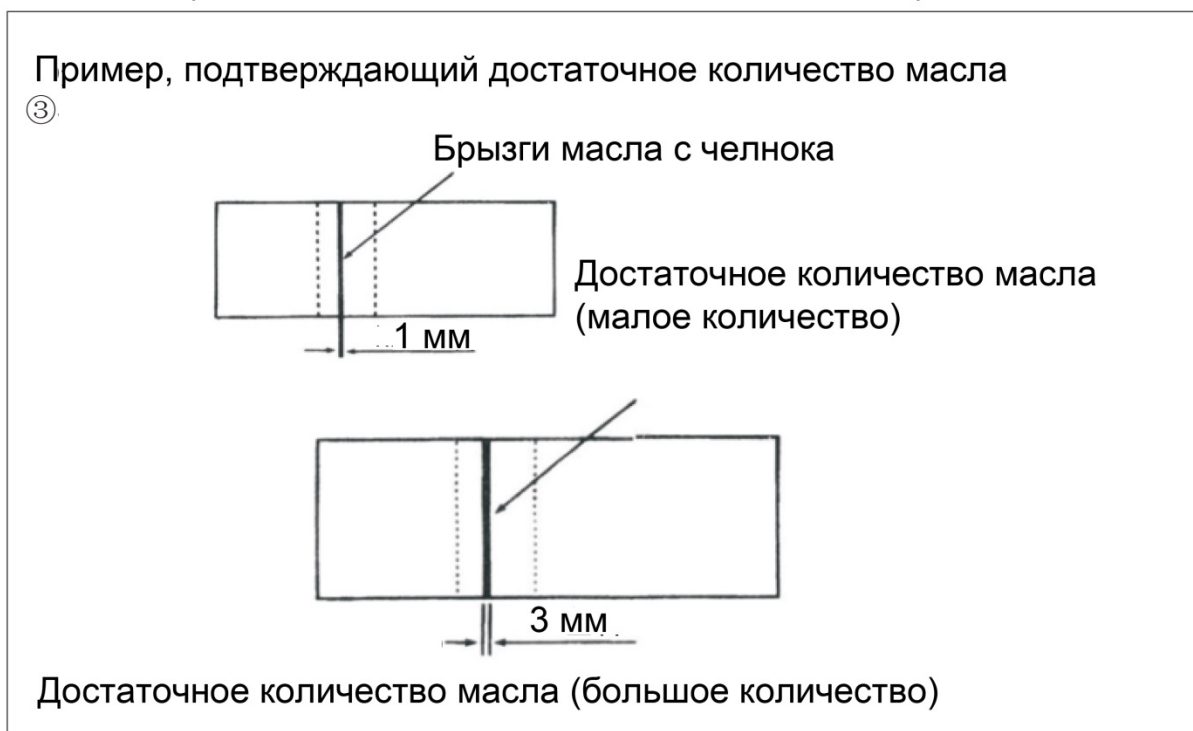 Пример, подтверждающий достаточное количество масла
③
Брызги масла с челнока
Достаточное количество масла
(малое количество)
1 мм
3 мм
Достаточное количество масла (большое количество)